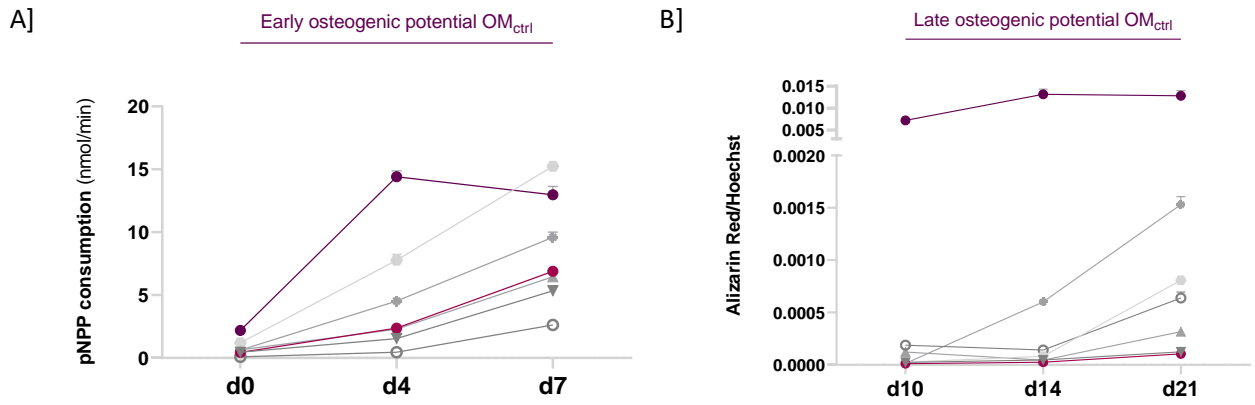 A]
Early osteogenic potential OMctrl
pNPP consumption (nmol/min)
20
15
10
5
0
d0 d4 d7
B]
Late osteogenic potential OMctrl
Alizarin Red/Hoechst
0.015
0.010
0.005
0.0020
0.0015
0.0010
0.0005
0.0000
d10 d14 d21